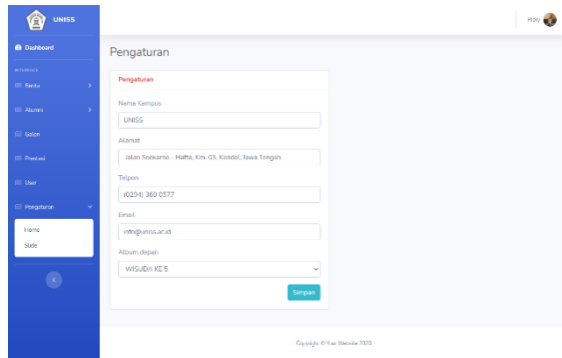 UNISS
Ricky
Dashboard
INTERFACE
Berita
Alumni
Galeri
Prestasi
User
Pengaturan
Home
Slide
Pengaturan
Pengaturan
Nama Kampus
UNISS
Alamat
Jalan Soekarno - Hatta, Km. 03, Kendal, Jawa Tengah
Telpon
(0294) 369 0577
Email
info@uniss.ac.id
Album depan
WISUDA KE 5
Simpan
Copyright © Your Website 2020